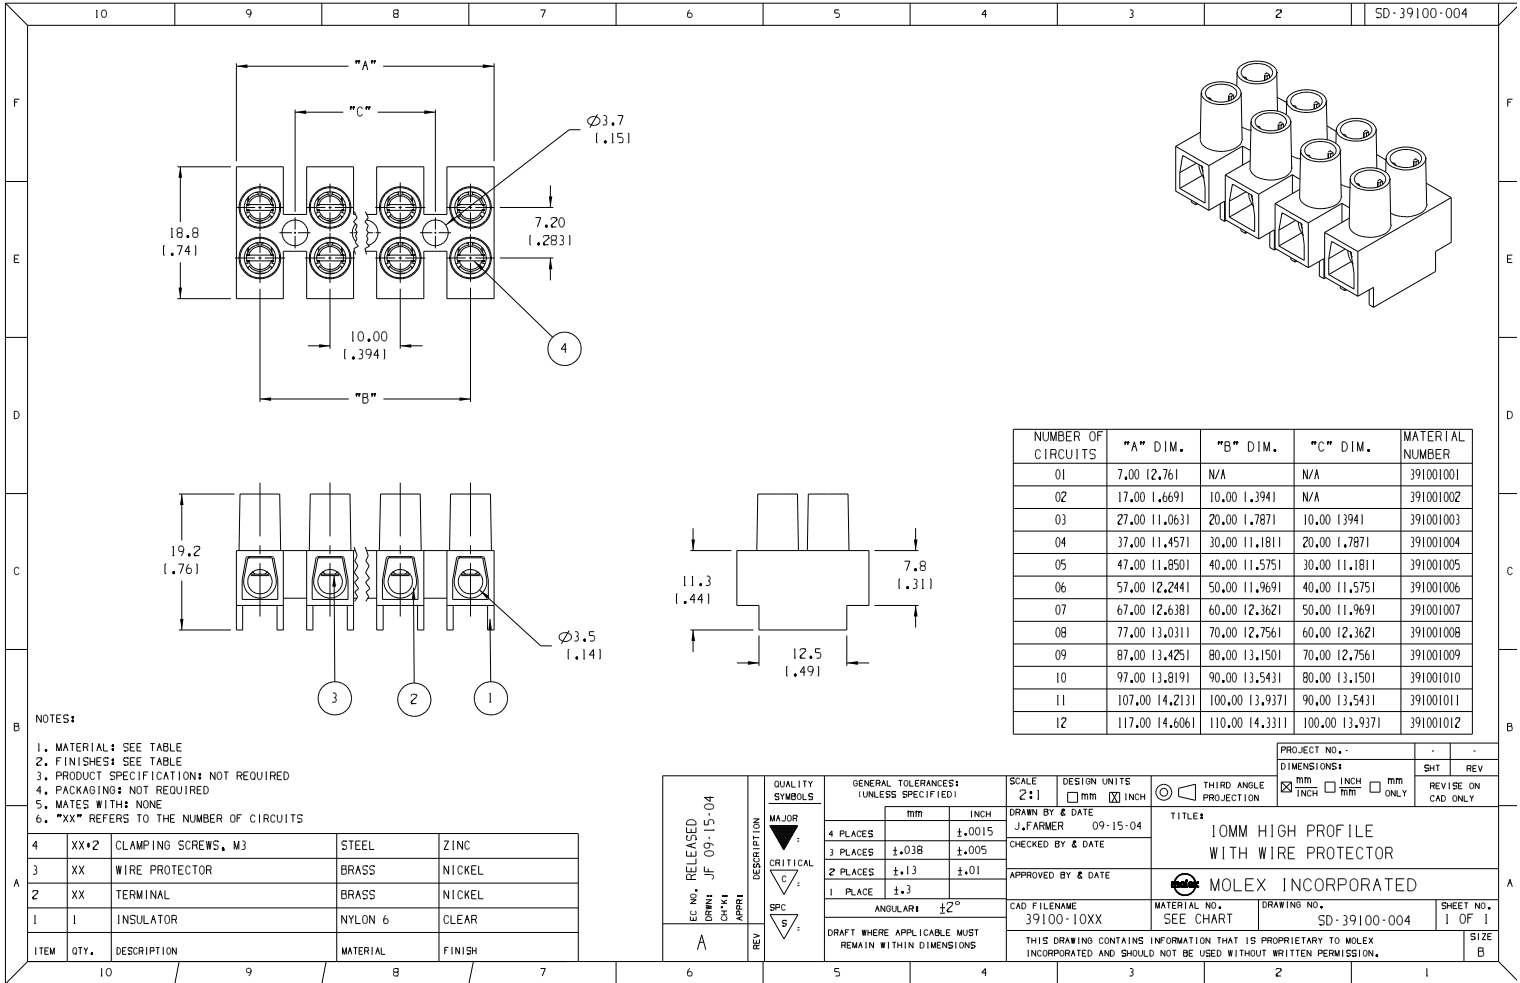 10 9 8 7 6 5 4 3 2 SD-39100-004
F F
E E
D D
C C
B B
A A
"A"
"C"
Ø3.7
[.15]
18.8
[.74]
7.20
[.283]
10.00
[.394]
4
"B"
19.2
[.76]
Ø3.5
[.14]
3 2 1
11.3
[.44]
7.8
[.31]
12.5
[.49]
NUMBER OF CIRCUITS "A" DIM. "B" DIM. "C" DIM. MATERIAL NUMBER
01 7.00 [2.76] N/A N/A 391001001
02 17.00 [.669] 10.00 [.394] N/A 391001002
03 27.00 [1.063] 20.00 [.787] 10.00 [394] 391001003
04 37.00 [1.457] 30.00 [1.181] 20.00 [.787] 391001004
05 47.00 [1.850] 40.00 [1.575] 30.00 [1.181] 391001005
06 57.00 [2.244] 50.00 [1.969] 40.00 [1.575] 391001006
07 67.00 [2.638] 60.00 [2.362] 50.00 [1.969] 391001007
08 77.00 [3.031] 70.00 [2.756] 60.00 [2.362] 391001008
09 87.00 [3.425] 80.00 [3.150] 70.00 [2.756] 391001009
10 97.00 [3.819] 90.00 [3.543] 80.00 [3.150] 391001010
11 107.00 [4.213] 100.00 [3.937] 90.00 [3.543] 391001011
12 117.00 [4.606] 110.00 [4.331] 100.00 [3.937] 391001012
NOTES:
1. MATERIAL: SEE TABLE
2. FINISHES: SEE TABLE
3. PRODUCT SPECIFICATION: NOT REQUIRED
4. PACKAGING: NOT REQUIRED
5. MATES WITH: NONE
6. "XX" REFERS TO THE NUMBER OF CIRCUITS
4 XX*2 CLAMPING SCREWS, M3 STEEL ZINC
3 XX WIRE PROTECTOR BRASS NICKEL
2 XX TERMINAL BRASS NICKEL
1 1 INSULATOR NYLON 6 CLEAR
ITEM QTY. DESCRIPTION MATERIAL FINISH
EC NO. RELEASED
DRWN: JF 09-15-04
CH'K:
APPR:
A
DESCRIPTION
REV
QUALITY
SYMBOLS
MAJOR
CRITICAL
C
SPC
S
GENERAL TOLERANCES:
(UNLESS SPECIFIED)
mm INCH
4 PLACES ±.0015
3 PLACES ±.038 ±.005
2 PLACES ±.13 ±.01
1 PLACE ±.3
ANGULAR: ±2°
DRAFT WHERE APPLICABLE MUST
REMAIN WITHIN DIMENSIONS
SCALE
2:1
DESIGN UNITS
mm X INCH
THIRD ANGLE
PROJECTION
PROJECT NO. - - -
DIMENSIONS:
mm INCH INCH mm mm ONLY
SHT REV
REVISE ON
CAD ONLY
DRAWN BY & DATE
J.FARMER 09-15-04
CHECKED BY & DATE
APPROVED BY & DATE
TITLE:
10MM HIGH PROFILE
WITH WIRE PROTECTOR
molex MOLEX INCORPORATED
CAD FILENAME
39100-10XX
MATERIAL NO.
SEE CHART
DRAWING NO.
SD-39100-004
SHEET NO.
1 OF 1
THIS DRAWING CONTAINS INFORMATION THAT IS PROPRIETARY TO MOLEX
INCORPORATED AND SHOULD NOT BE USED WITHOUT WRITTEN PERMISSION.
SIZE
B
10 9 8 7 6 5 4 3 2 1